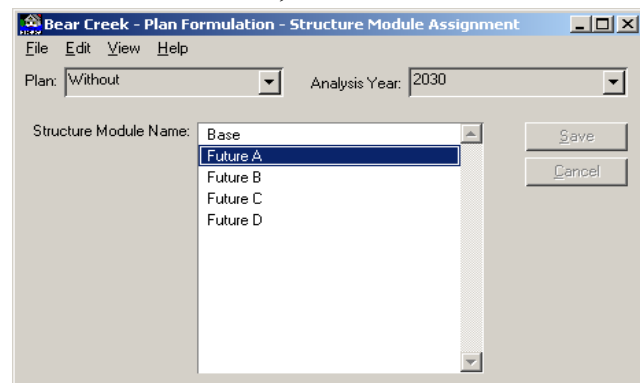 Bear Creek - Plan Formulation - Structure Module Assignment
File Edit View Help
Plan: Without Analysis Year: 2030
Structure Module Name: Base Save
Future A
Future B Cancel
Future C
Future D